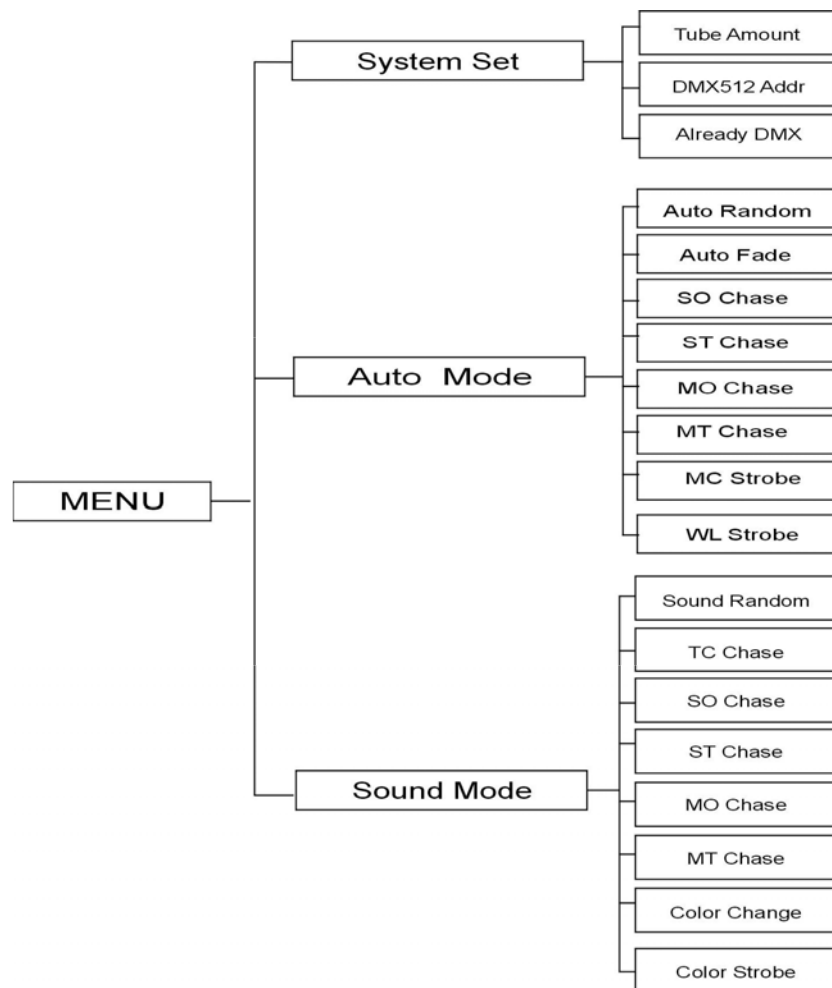 MENU
System Set
Tube Amount
DMX512 Addr
Already DMX
Auto Mode
Auto Random
Auto Fade
SO Chase
ST Chase
MO Chase
MT Chase
MC Strobe
WL Strobe
Sound Mode
Sound Random
TC Chase
SO Chase
ST Chase
MO Chase
MT Chase
Color Change
Color Strobe